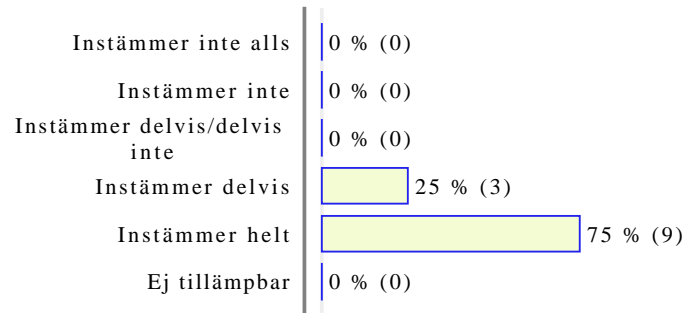 Instämmer inte alls 0 % (0)
Instämmer inte 0 % (0)
Instämmer delvis/delvis
inte 0 % (0)
Instämmer delvis 25 % (3)
Instämmer helt 75 % (9)
Ej tillämpbar 0 % (0)